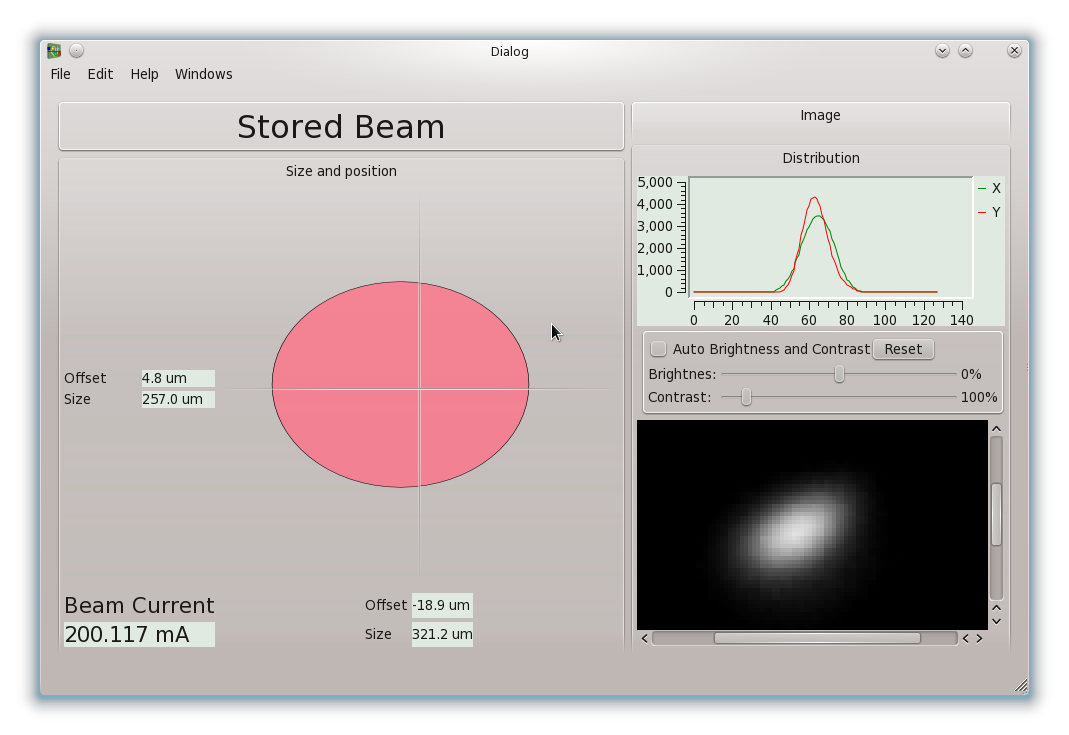 Dialog
File Edit Help Windows
Stored Beam
Size and position
Offset 4.8 um
Size 257.0 um
Beam Current
200.117 mA
Offset -18.9 um
Size 321.2 um
Image
Distribution
5,000
4,000
3,000
2,000
1,000
0
0 20 40 60 80 100 120 140
X
Y
Auto Brightness and Contrast Reset
Brightnes: 0%
Contrast: 100%